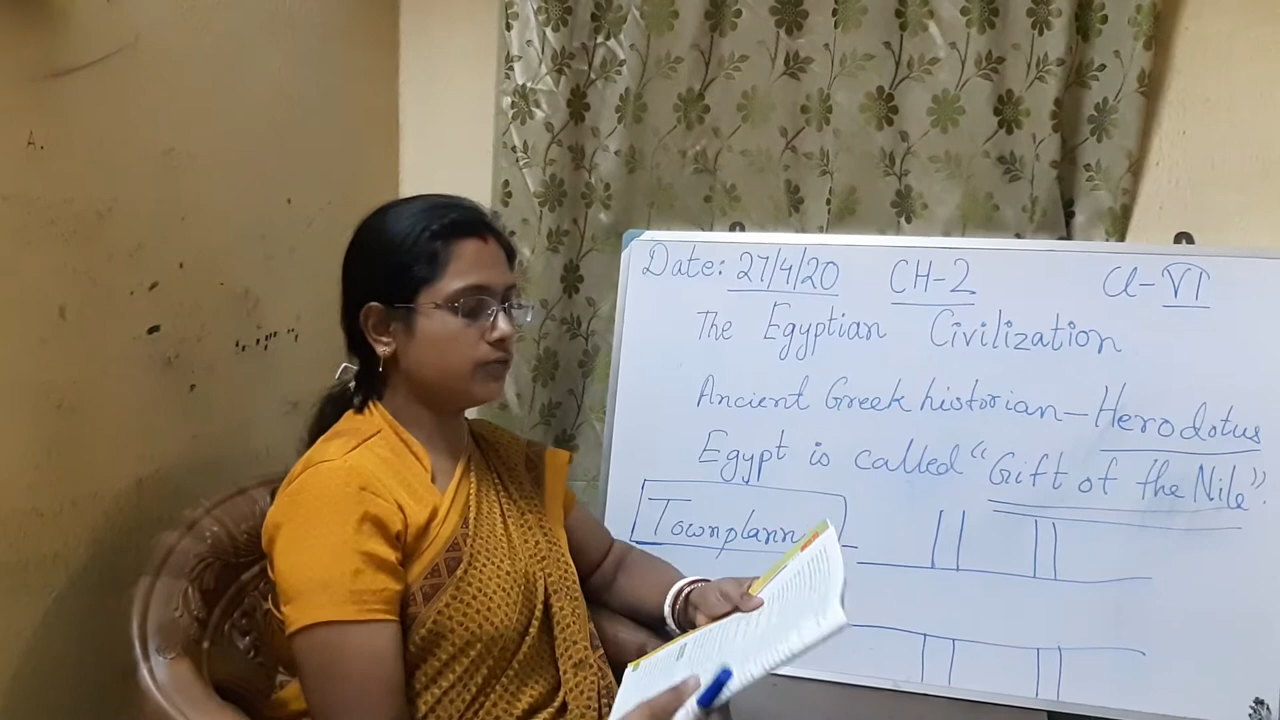 Date: 27/4/20 CH-2 Cl-VI
The Egyptian Civilization
Ancient Greek historian—Herodotus
Egypt is called "Gift of the Nile".
Townplann